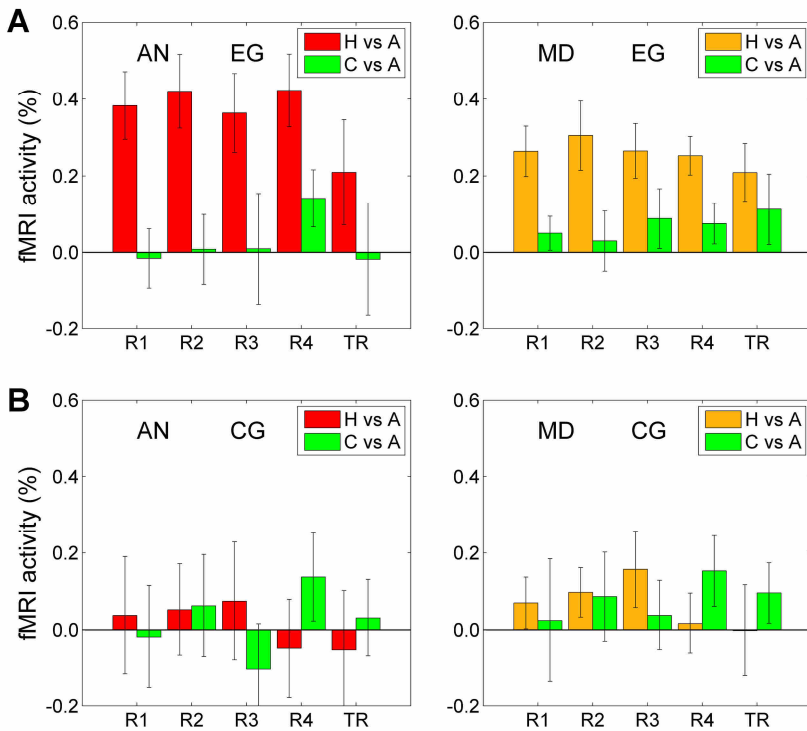 A
AN EG
H vs A
C vs A
fMRI activity (%)
0.6
0.4
0.2
0.0
-0.2
R1 R2 R3 R4 TR
MD EG
H vs A
C vs A
0.6
0.4
0.2
0.0
-0.2
R1 R2 R3 R4 TR
B
AN CG
H vs A
C vs A
fMRI activity (%)
0.6
0.4
0.2
0.0
-0.2
R1 R2 R3 R4 TR
MD CG
H vs A
C vs A
0.6
0.4
0.2
0.0
-0.2
R1 R2 R3 R4 TR